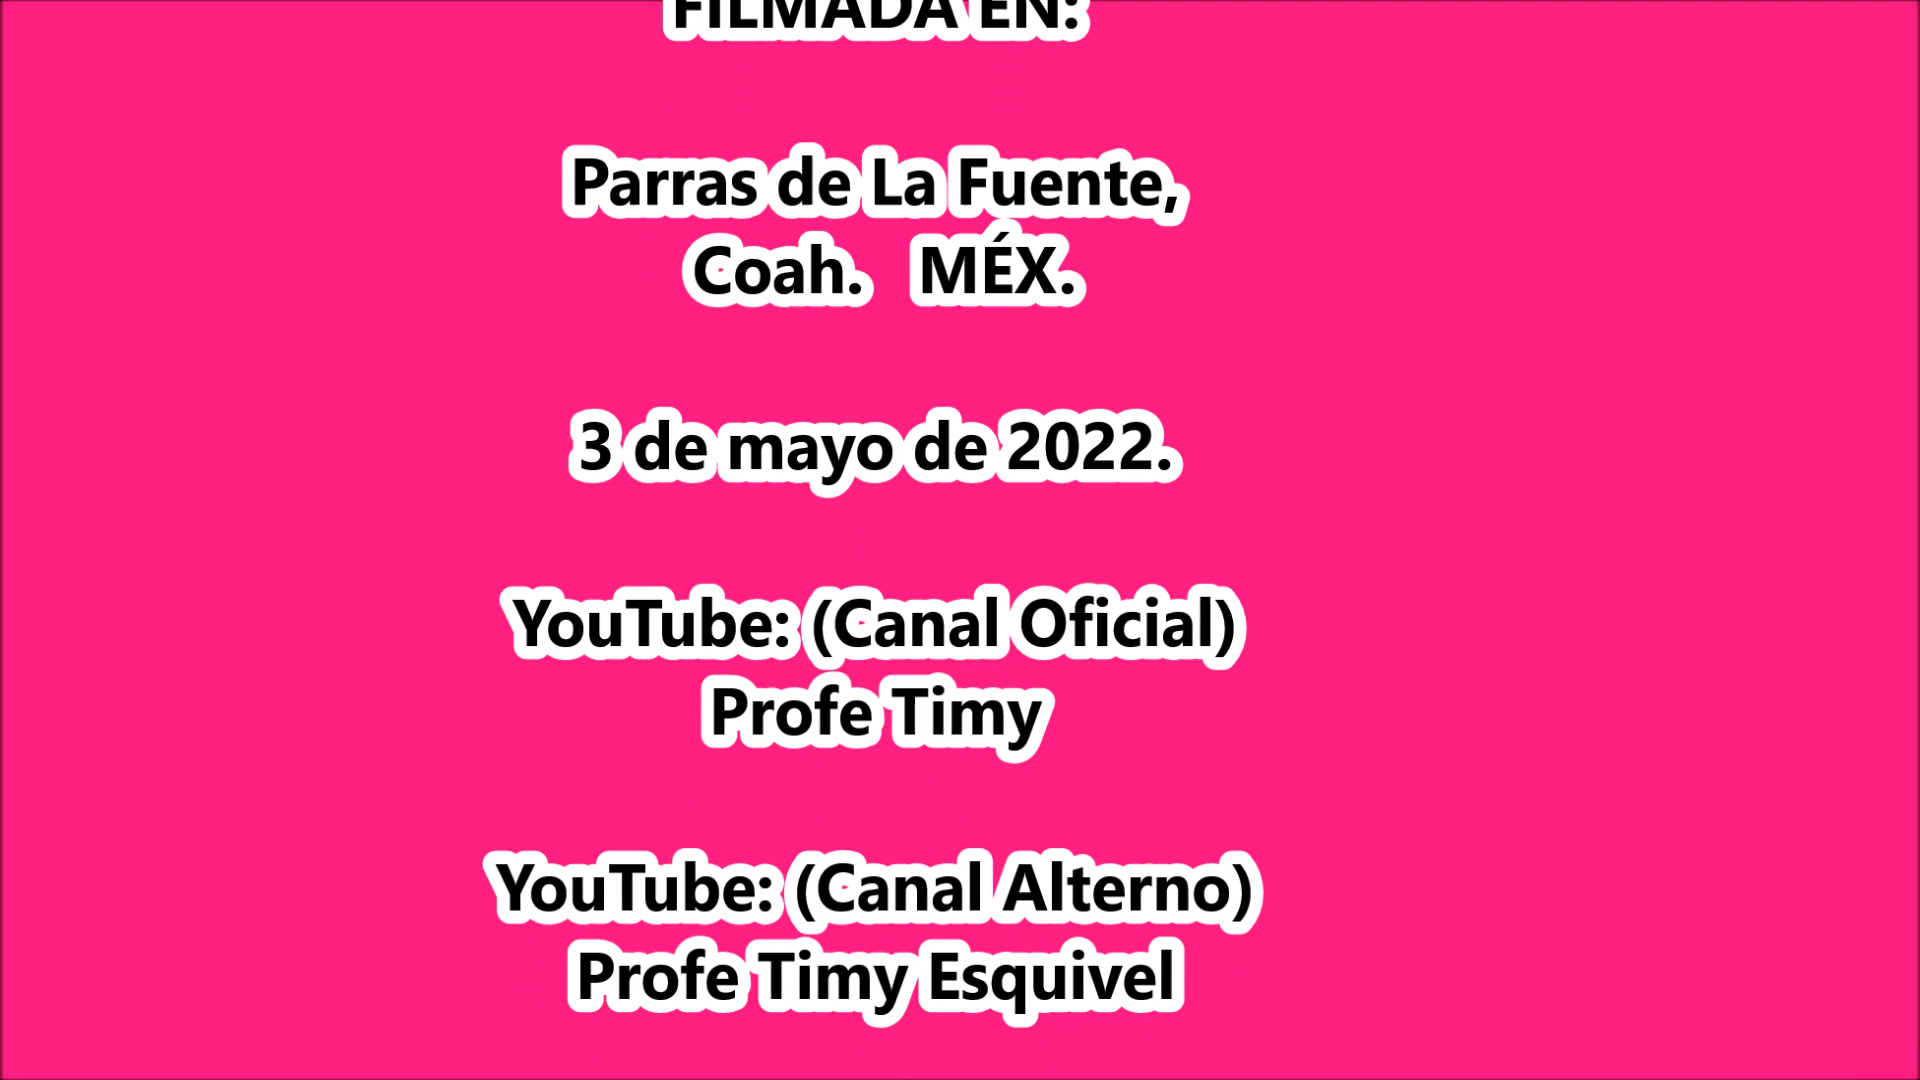 FILMADA EN:
Parras de La Fuente,
Coah. MÉX.
3 de mayo de 2022.
YouTube: (Canal Oficial)
Profe Timy
YouTube: (Canal Alterno)
Profe Timy Esquivel